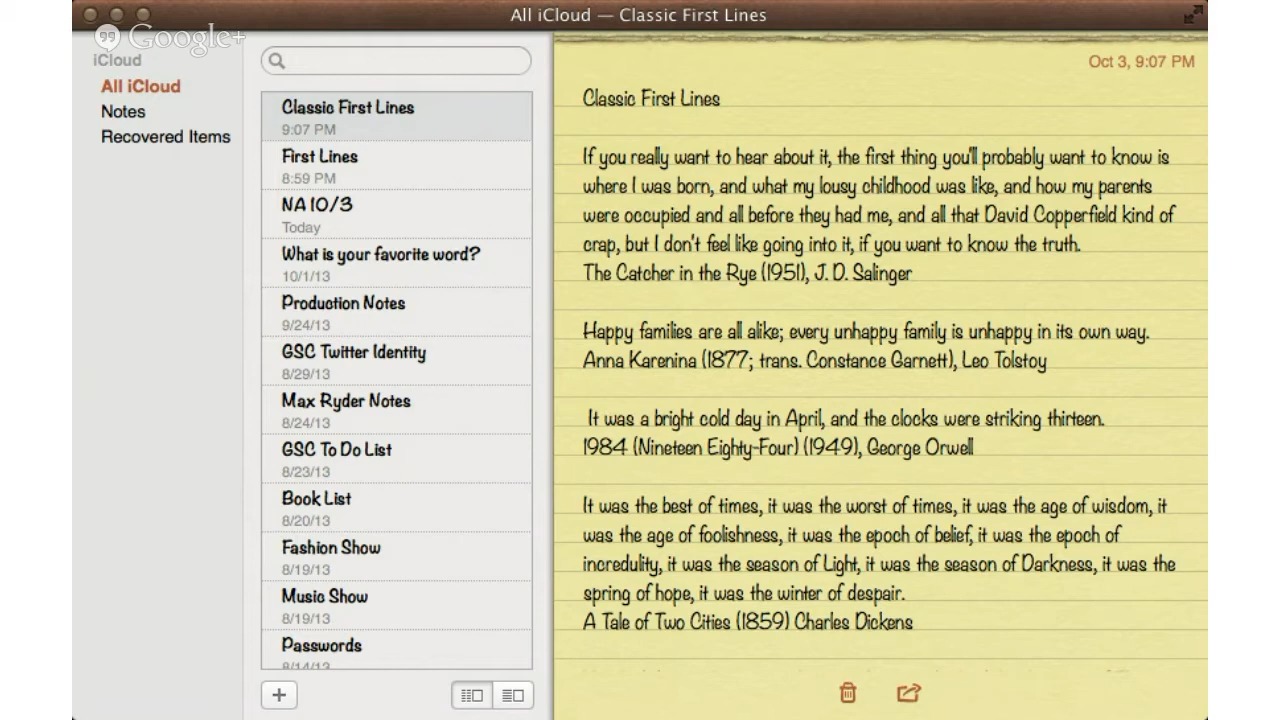 All iCloud — Classic First Lines
Google+
iCloud
All iCloud
Notes
Recovered Items
Classic First Lines
9:07 PM
First Lines
8:59 PM
NA 10/3
Today
What is your favorite word?
10/1/13
Production Notes
9/24/13
GSC Twitter Identity
8/29/13
Max Ryder Notes
8/24/13
GSC To Do List
8/23/13
Book List
8/20/13
Fashion Show
8/19/13
Music Show
8/19/13
Passwords
8/14/13
Oct 3, 9:07 PM
Classic First Lines
If you really want to hear about it, the first thing you'll probably want to know is
where I was born, and what my lousy childhood was like, and how my parents
were occupied and all before they had me, and all that David Copperfield kind of
crap, but I don't feel like going into it, if you want to know the truth.
The Catcher in the Rye (1951), J. D. Salinger
Happy families are all alike; every unhappy family is unhappy in its own way.
Anna Karenina (1877; trans. Constance Garnett), Leo Tolstoy
It was a bright cold day in April, and the clocks were striking thirteen.
1984 (Nineteen Eighty-Four) (1949), George Orwell
It was the best of times, it was the worst of times, it was the age of wisdom, it
was the age of foolishness, it was the epoch of belief, it was the epoch of
incredulity, it was the season of Light, it was the season of Darkness, it was the
spring of hope, it was the winter of despair.
A Tale of Two Cities (1859) Charles Dickens